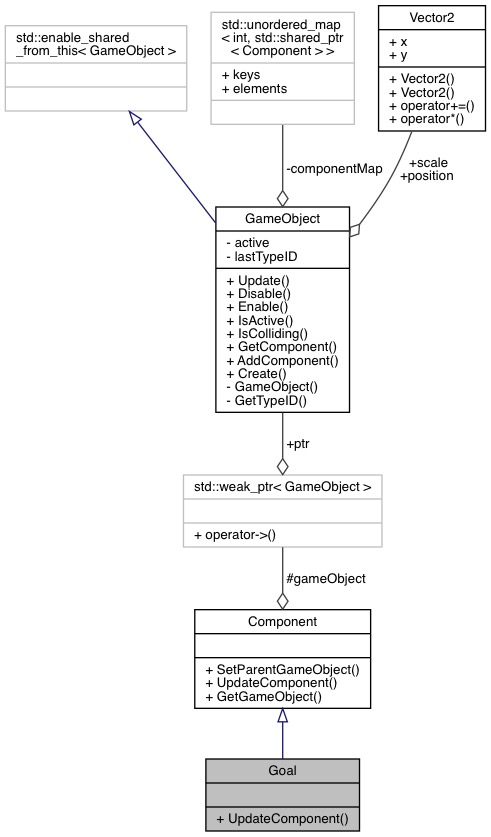 std::enable_shared
_from_this< GameObject >
std::unordered_map
< int, std::shared_ptr
< Component > >
+ keys
+ elements
Vector2
+ x
+ y
+ Vector2()
+ Vector2()
+ operator+=()
+ operator*()
-componentMap
+scale
+position
GameObject
- active
- lastTypeID
+ Update()
+ Disable()
+ Enable()
+ IsActive()
+ IsColliding()
+ GetComponent()
+ AddComponent()
+ Create()
- GameObject()
- GetTypeID()
+ptr
std::weak_ptr< GameObject >
+ operator->()
#gameObject
Component
+ SetParentGameObject()
+ UpdateComponent()
+ GetGameObject()
Goal
+ UpdateComponent()